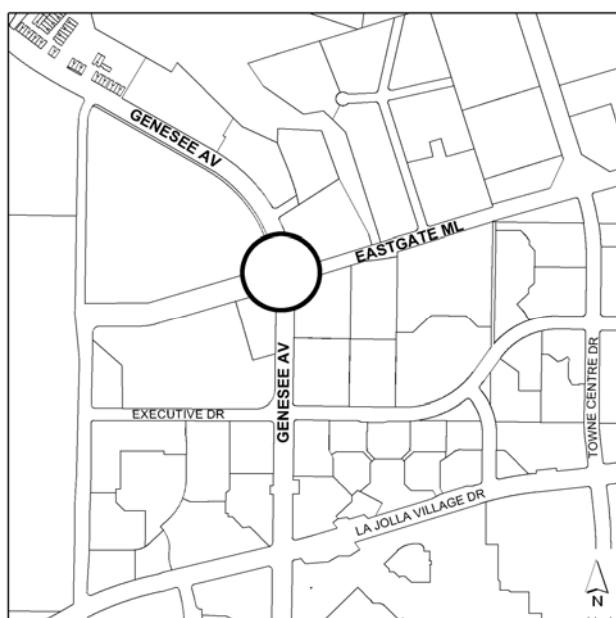 GENESEE AV
EASTGATE ML
GENESEE AV
TOWNE CENTRE DR
EXECUTIVE DR
LA JOLLA VILLAGE DR
N